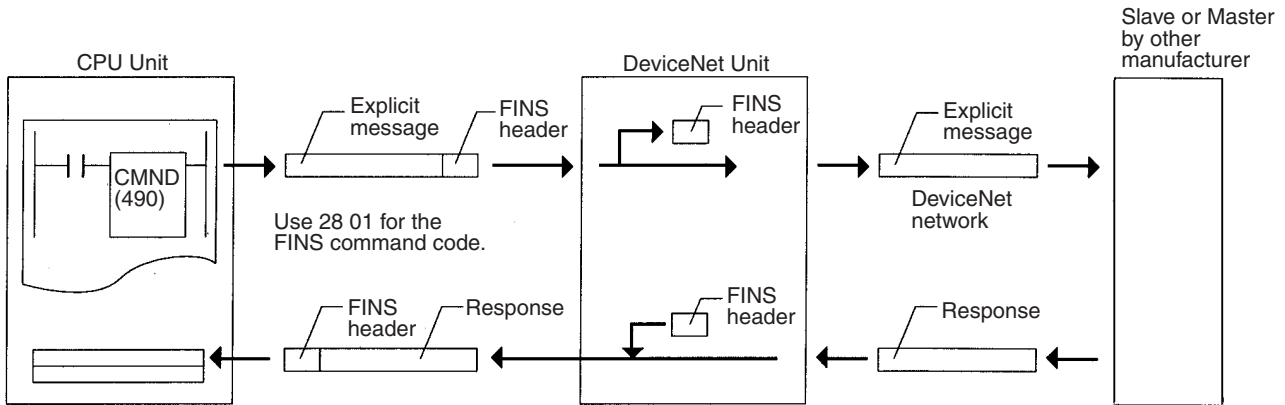 Slave or Master
by other
manufacturer
CPU Unit
DeviceNet Unit
Explicit
message
FINS
header
FINS
header
Explicit
message
CMND
(490)
DeviceNet
network
Use 28 01 for the
FINS command code.
FINS
header
Response
FINS
header
Response